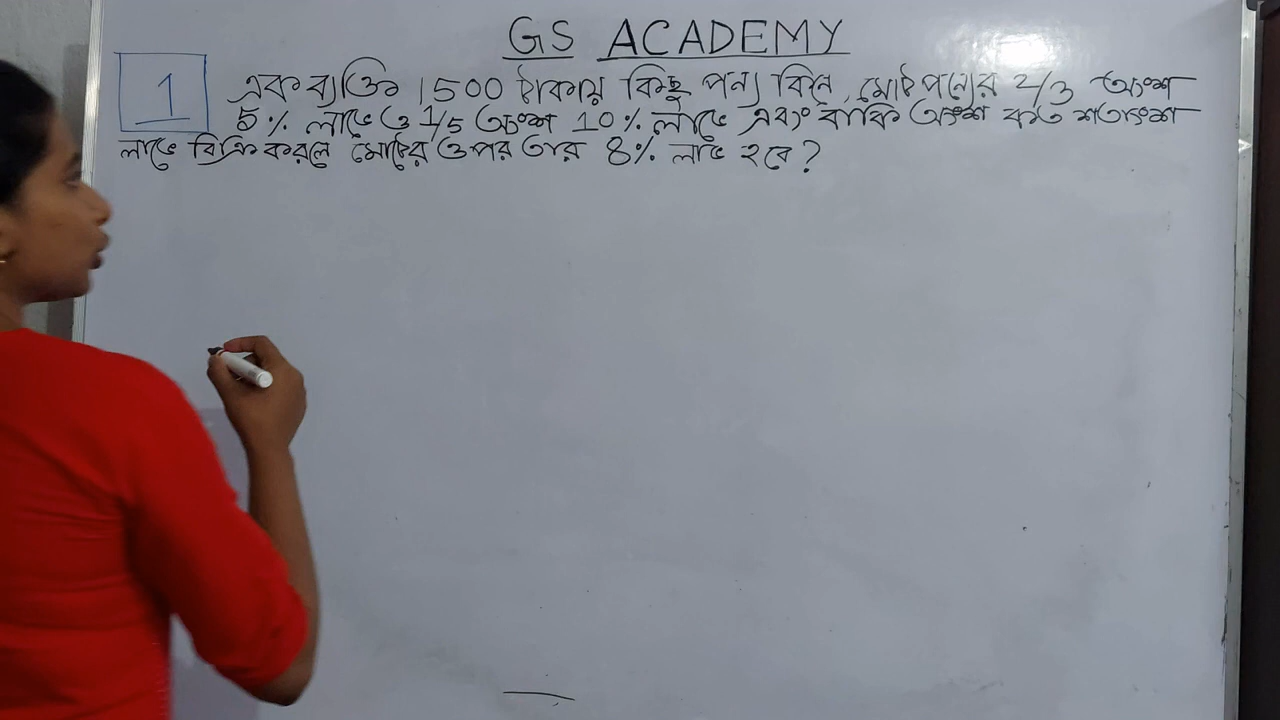 GS ACADEMY
1
এক ব্যক্তি 1500 টাকায় কিছু পন্য কিনে, মোট পন্যের 2/3 অংশ
5% লাভে ও 1/5 অংশ 10% লাভে এবং বাকি অংশ কত শতাংশ
লাভে বিক্রি করলে মোটের ওপর তার 8% লাভ হবে?